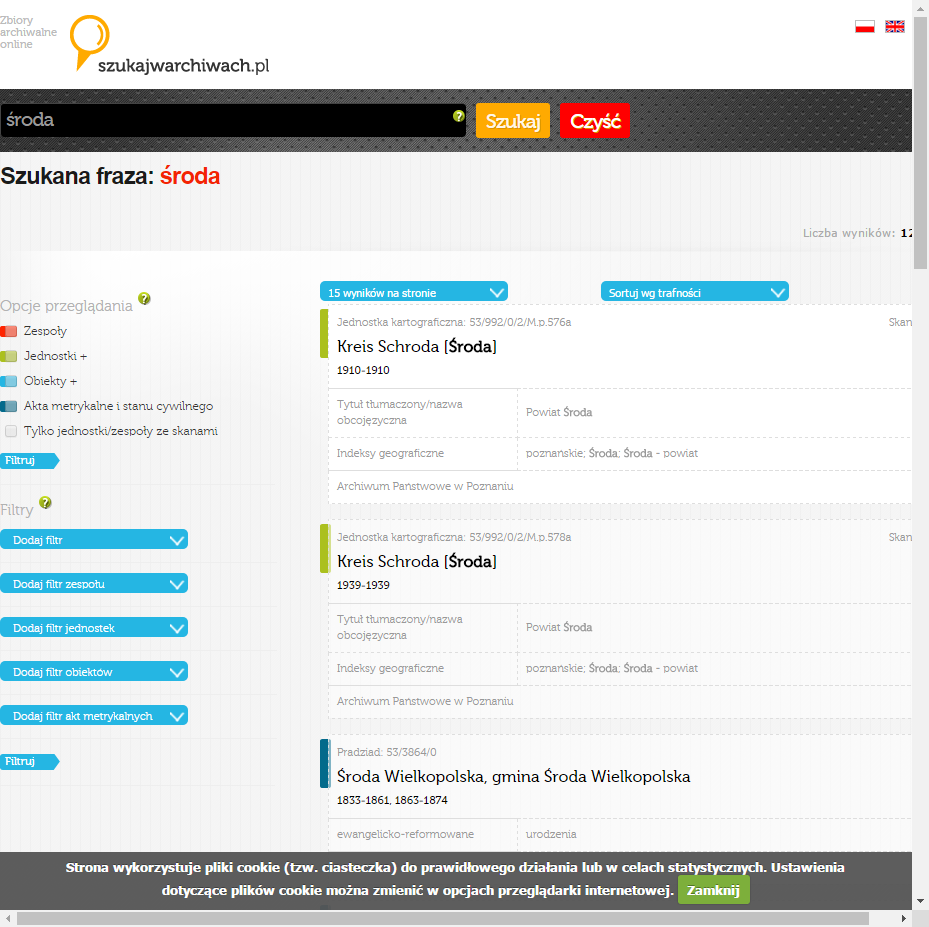 Zbiory
archiwalne
online
szukajwarchiwach.pl
środa
Szukaj
Czyść
Szukana fraza: środa
Liczba wyników: 12
Opcje przeglądania
Zespoły
Jednostki +
Obiekty +
Akta metrykalne i stanu cywilnego
Tylko jednostki/zespoły ze skanami
Filtruj
Filtry
Dodaj filtr
Dodaj filtr zespołu
Dodaj filtr jednostek
Dodaj filtr obiektów
Dodaj filtr akt metrykalnych
Filtruj
15 wyników na stronie
Sortuj wg trafności
Jednostka kartograficzna: 53/992/0/2/M.p.576a
Skan
Kreis Schroda [Środa]
1910-1910
Tytuł tłumaczony/nazwa
obcojęzyczna
Powiat Środa
Indeksy geograficzne
poznanskie; Środa; Środa - powiat
Archiwum Państwowe w Poznaniu
Jednostka kartograficzna: 53/992/0/2/M.p.578a
Skan
Kreis Schroda [Środa]
1939-1939
Tytuł tłumaczony/nazwa
obcojęzyczna
Powiat Środa
Indeksy geograficzne
poznańskie; Środa; Środa - powiat
Archiwum Państwowe w Poznaniu
Pradziad: 53/3864/0
Środa Wielkopolska, gmina Środa Wielkopolska
1833-1861, 1863-1874
ewangelicko-reformowane
urodzenia
Strona wykorzystuje pliki cookie (tzw. ciasteczka) do prawidłowego działania lub w celach statystycznych. Ustawienia
dotyczące plików cookie można zmienić w opcjach przeglądarki internetowej. Zamknij